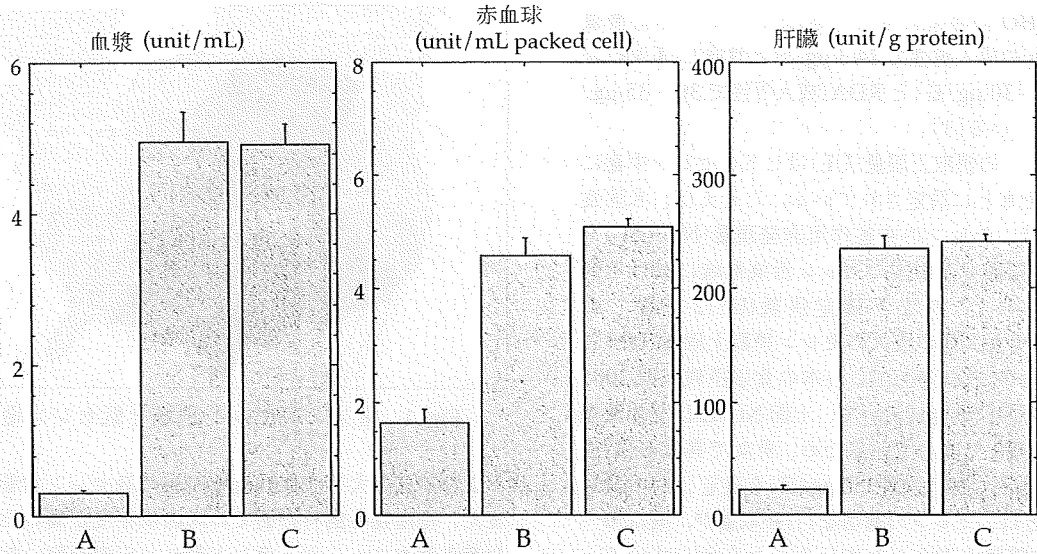 血漿 (unit/mL)
6
4
2
0
A B C
赤血球
(unit/mL packed cell)
8
6
4
2
0
A B C
肝臓 (unit/g protein)
400
300
200
100
0
A B C